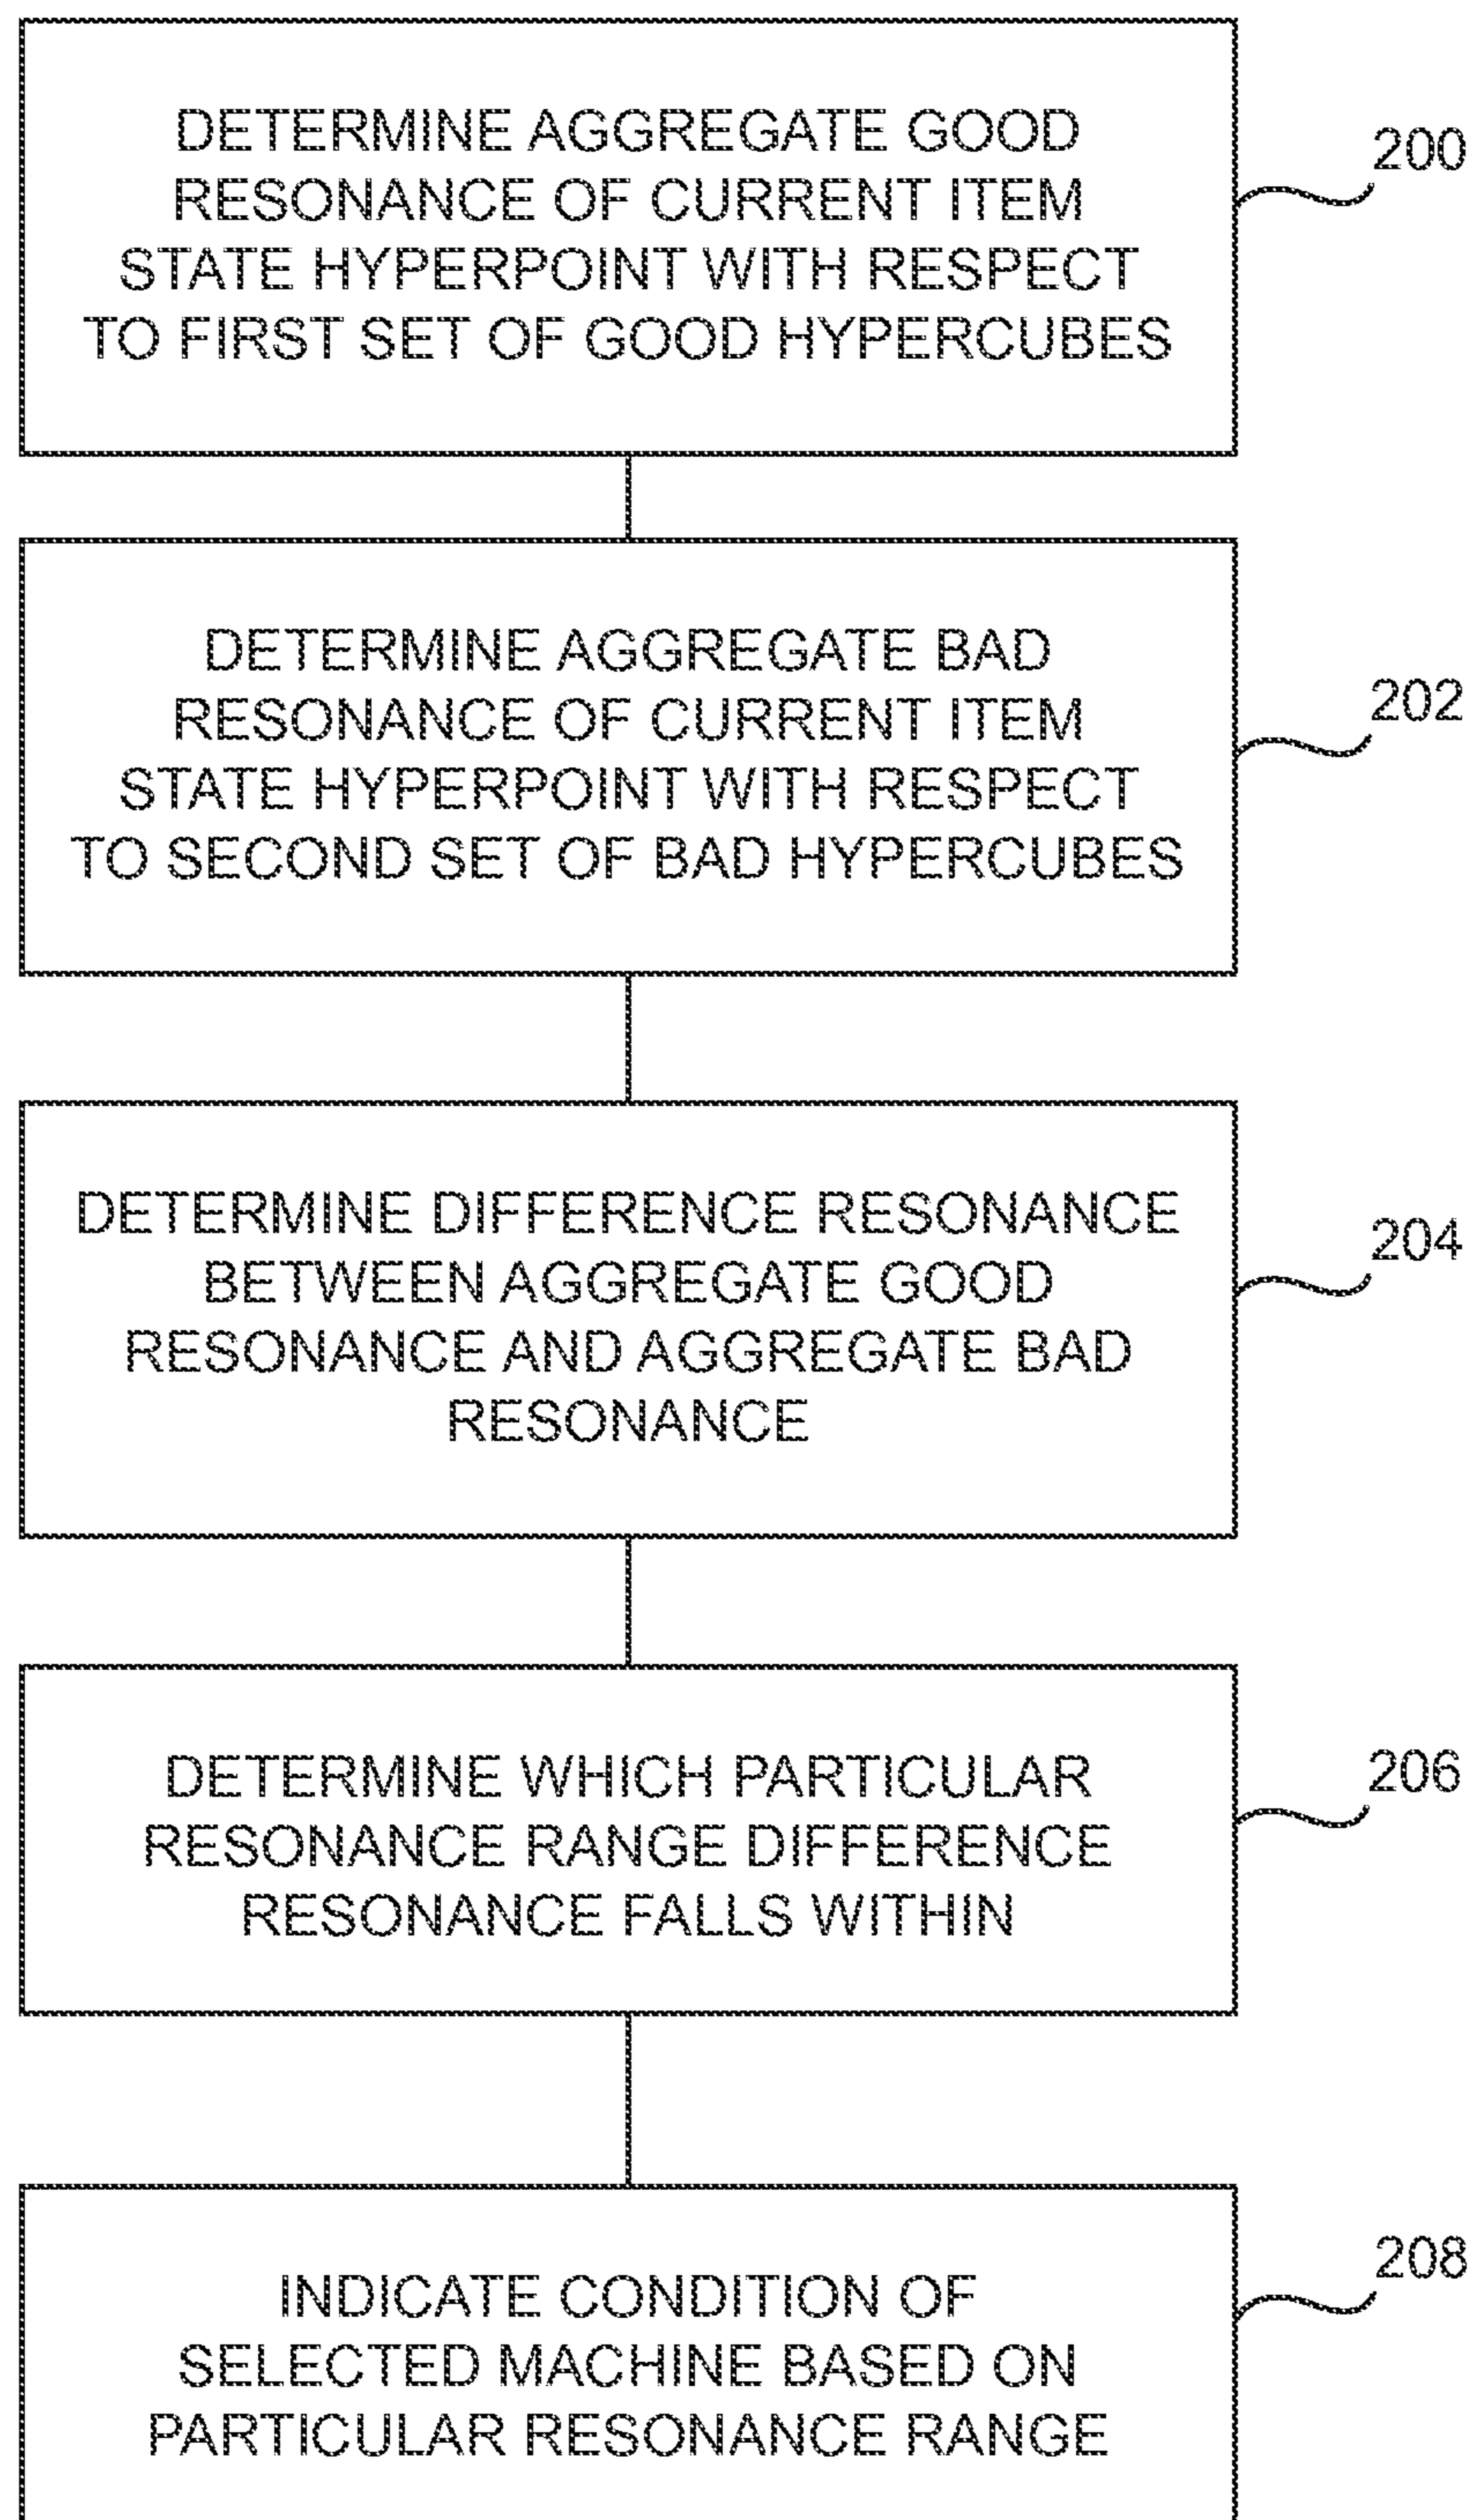 DETERMINE AGGREGATE GOOD
RESONANCE OF CURRENT ITEM
STATE HYPERPOINT WITH RESPECT
TO FIRST SET OF GOOD HYPERCUBES
200
DETERMINE AGGREGATE BAD
RESONANCE OF CURRENT ITEM
STATE HYPERPOINT WITH RESPECT
TO SECOND SET OF BAD HYPERCUBES
202
DETERMINE DIFFERENCE RESONANCE
BETWEEN AGGREGATE GOOD
RESONANCE AND AGGREGATE BAD
RESONANCE
204
DETERMINE WHICH PARTICULAR
RESONANCE RANGE DIFFERENCE
RESONANCE FALLS WITHIN
206
INDICATE CONDITION OF
SELECTED MACHINE BASED ON
PARTICULAR RESONANCE RANGE
208